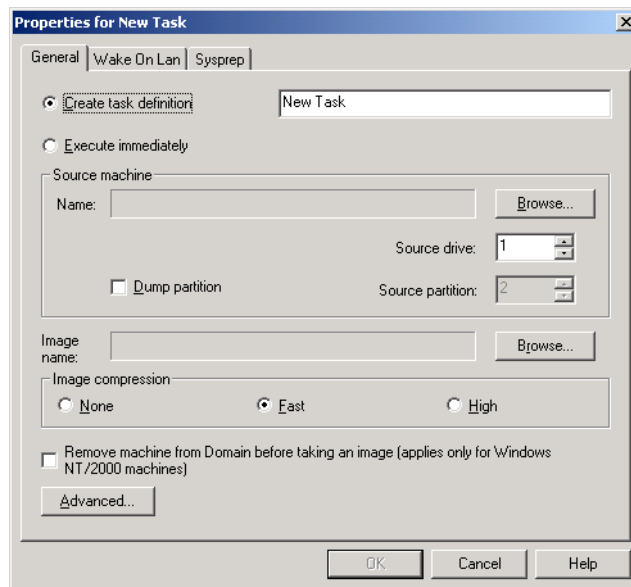 Properties for New Task
General Wake On Lan Sysprep
Create task definition New Task
Execute immediately
Source machine
Name: Browse...
Source drive: 1
Dump partition Source partition: 2
Image
name: Browse...
Image compression
None Fast High
Remove machine from Domain before taking an image (applies only for Windows
NT/2000 machines)
Advanced...
OK Cancel Help